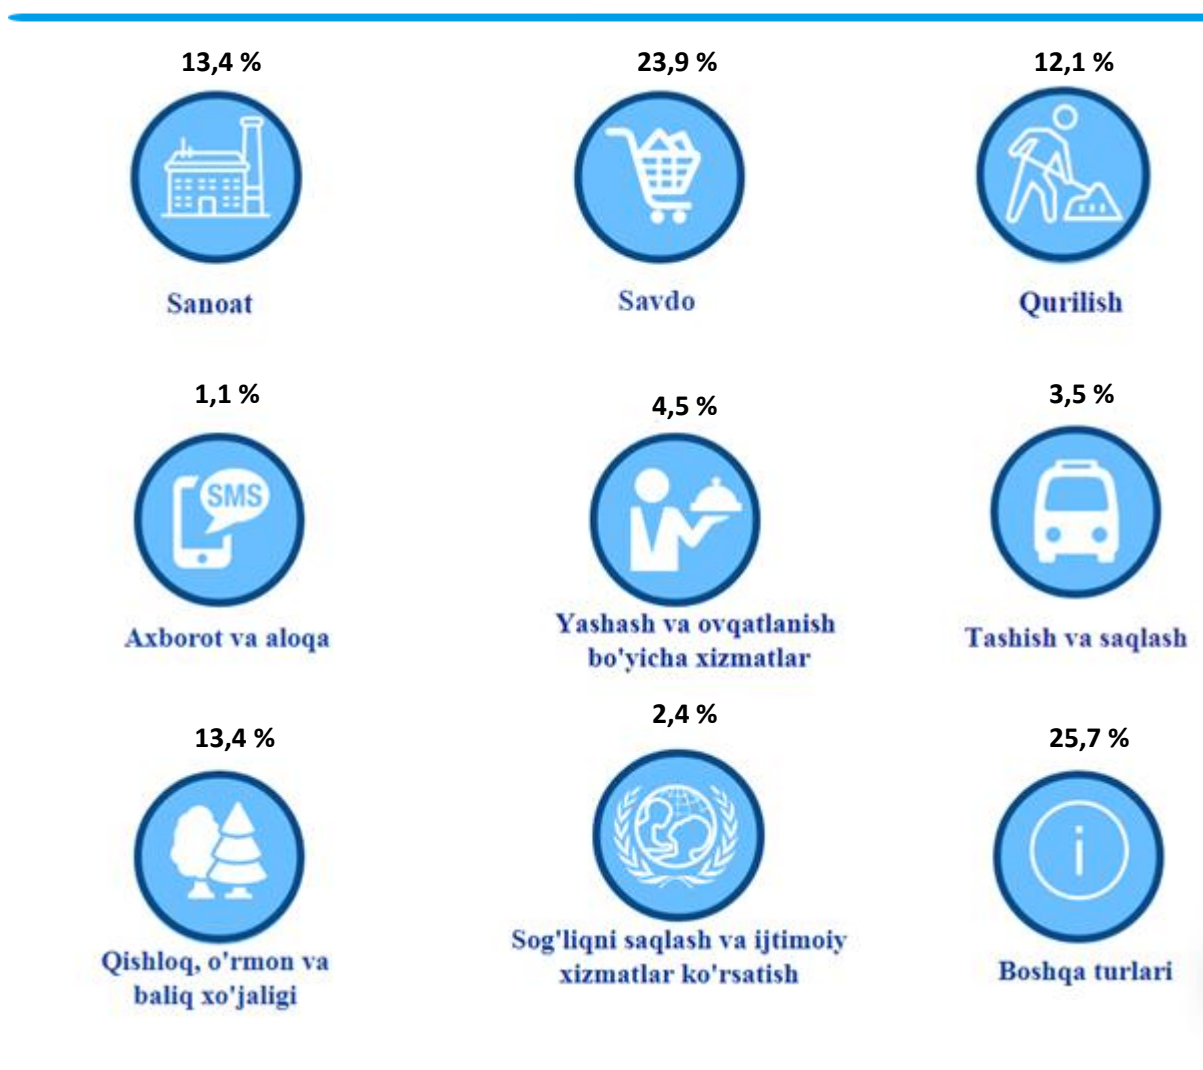 13,4 %
23,9 %
12,1 %
Sanoat
Savdo
Qurilish
1,1 %
4,5 %
3,5 %
SMS
Axborot va aloqa
Yashash va ovqatlanish
bo'yicha xizmatlar
Tashish va saqlash
13,4 %
2,4 %
25,7 %
i
Qishloq, o'rmon va
baliq xo'jaligi
Sog'liqni saqlash va ijtimoiy
xizmatlar ko'rsatish
Boshqa turlari